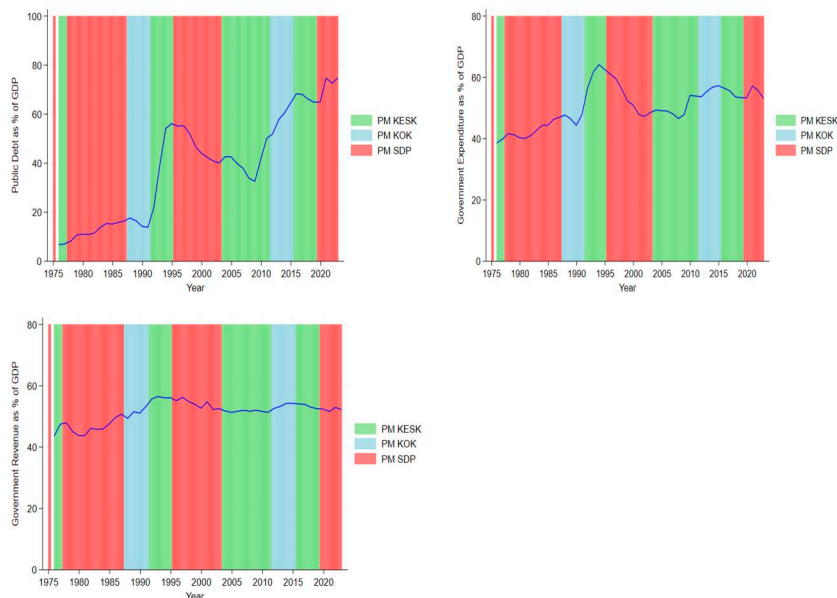 Public Debt as % of GDP
100
80
60
40
20
0
1975 1980 1985 1990 1995 2000 2005 2010 2015 2020
Year
PM KESK
PM KOK
PM SDP
Government Expenditure as % of GDP
80
60
40
20
0
1975 1980 1985 1990 1995 2000 2005 2010 2015 2020
Year
PM KESK
PM KOK
PM SDP
Government Revenue as % of GDP
80
60
40
20
0
1975 1980 1985 1990 1995 2000 2005 2010 2015 2020
Year
PM KESK
PM KOK
PM SDP